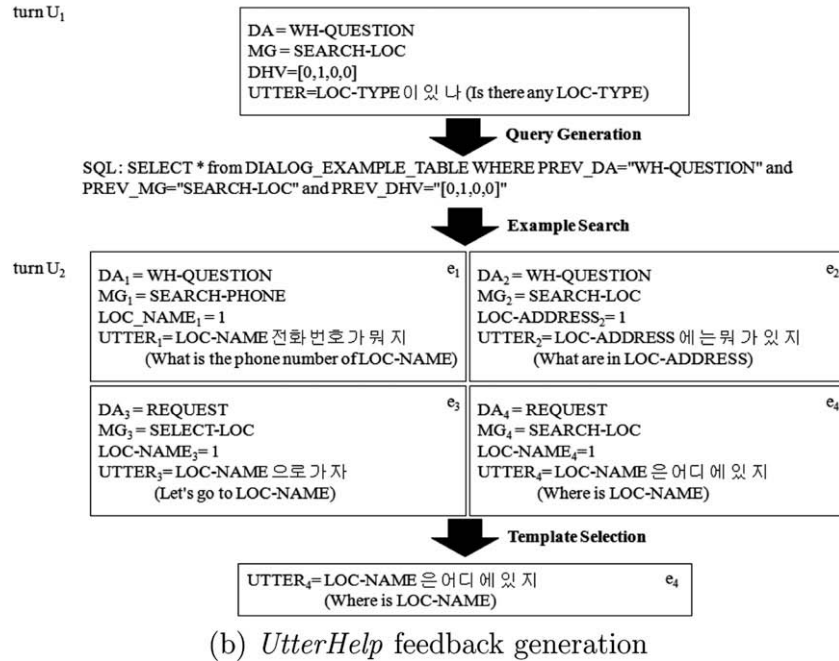 turn U₁
DA = WH-QUESTION
MG = SEARCH-LOC
DHV=[0,1,0,0]
UTTER=LOC-TYPE 이 있 나 (Is there any LOC-TYPE)
Query Generation
SQL : SELECT * from DIALOG_EXAMPLE_TABLE WHERE PREV_DA="WH-QUESTION" and
PREV_MG="SEARCH-LOC" and PREV_DHV="[0,1,0,0]"
Example Search
turn U₂
e₁
DA₁ = WH-QUESTION
MG₁ = SEARCH-PHONE
LOC_NAME₁ = 1
UTTER₁= LOC-NAME 전화 번호 가 뭐 지
(What is the phone number of LOC-NAME)
e₂
DA₂ = WH-QUESTION
MG₂ = SEARCH-LOC
LOC-ADDRESS₂= 1
UTTER₂= LOC-ADDRESS 에 는 뭐 가 있 지
(What are in LOC-ADDRESS)
e₃
DA₃ = REQUEST
MG₃ = SELECT-LOC
LOC-NAME₃= 1
UTTER₃= LOC-NAME 으로 가 자
(Let's go to LOC-NAME)
e₄
DA₄ = REQUEST
MG₄ = SEARCH-LOC
LOC-NAME₄=1
UTTER₄= LOC-NAME 은 어디 에 있 지
(Where is LOC-NAME)
Template Selection
UTTER₄= LOC-NAME 은 어디 에 있 지 e₄
(Where is LOC-NAME)
(b) UtterHelp feedback generation